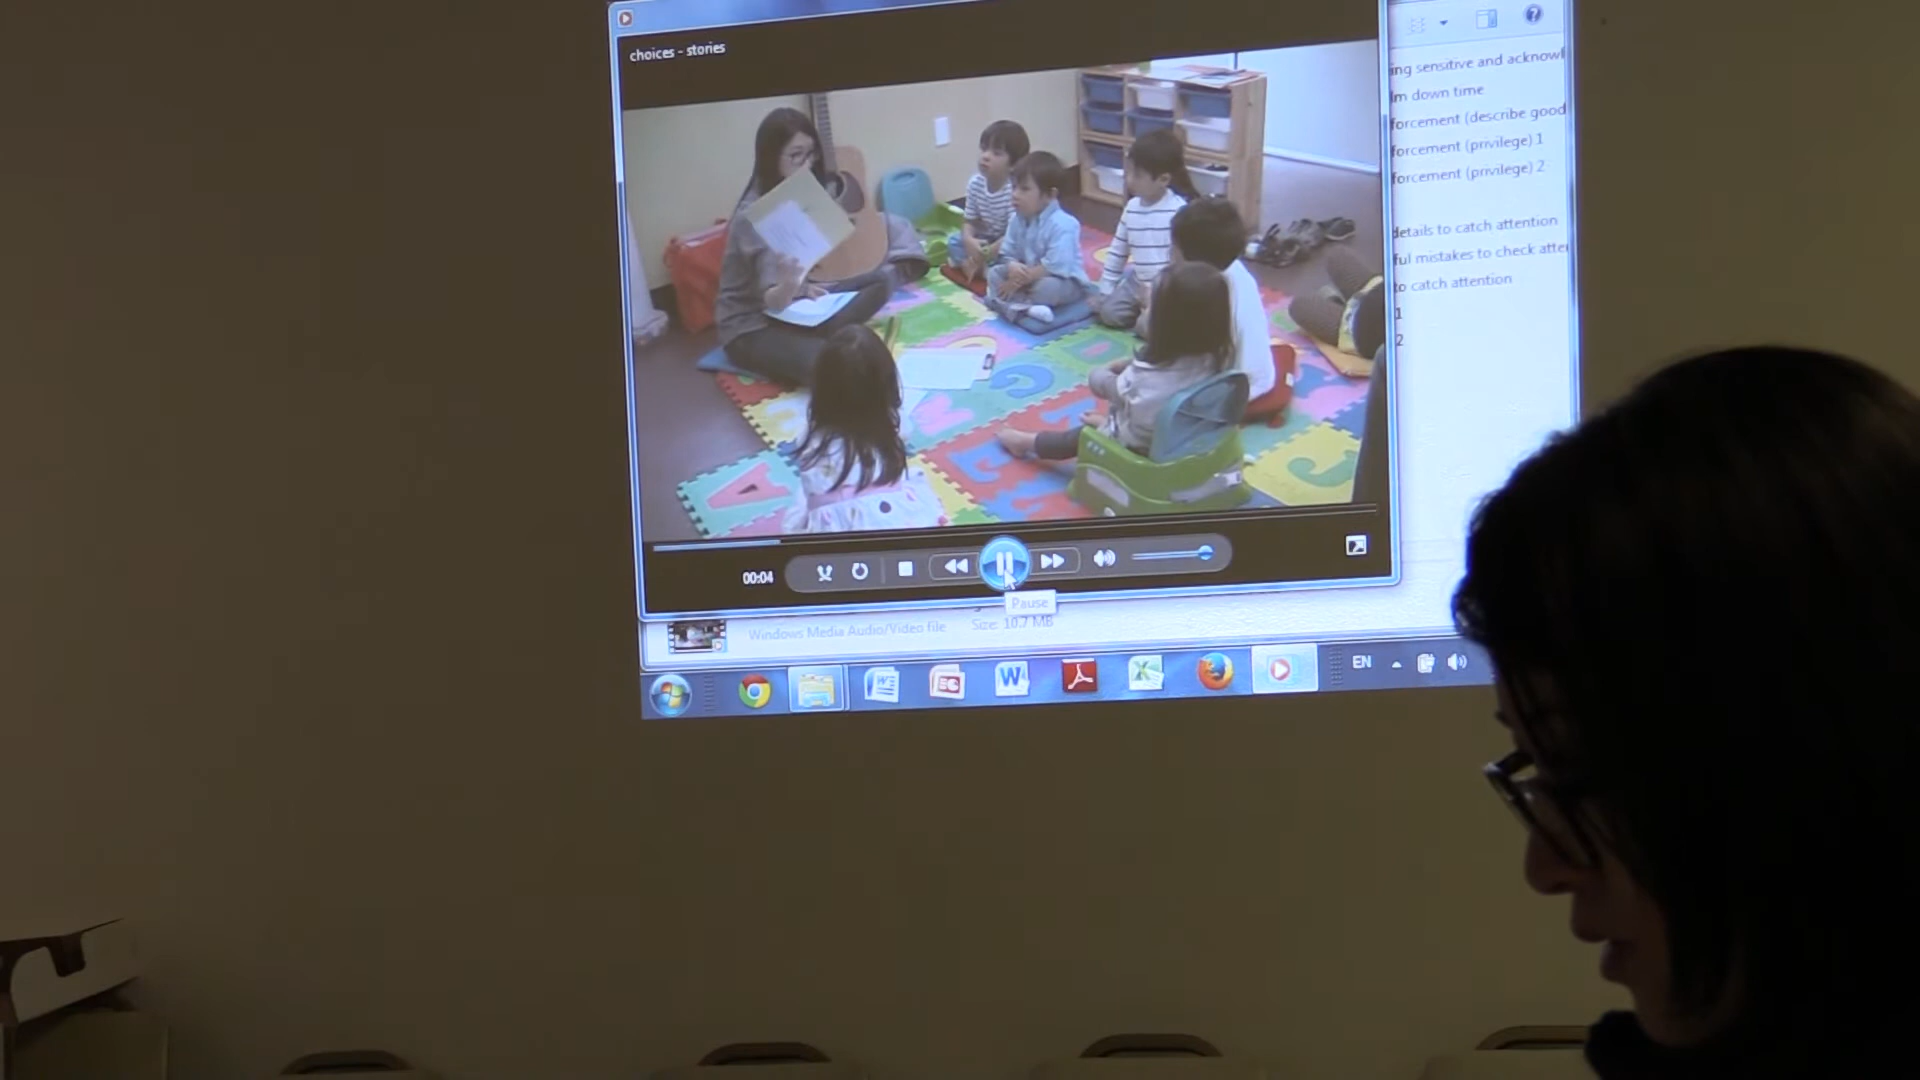 choices - stories
ing sensitive and acknowl
lm down time
forcement (describe good
forcement (privilege) 1
forcement (privilege) 2
details to catch attention
ful mistakes to check atte
to catch attention
1
2
A
G
00:04
Pause
Windows Media Audio/Video file
Size: 10.7 MB
EN